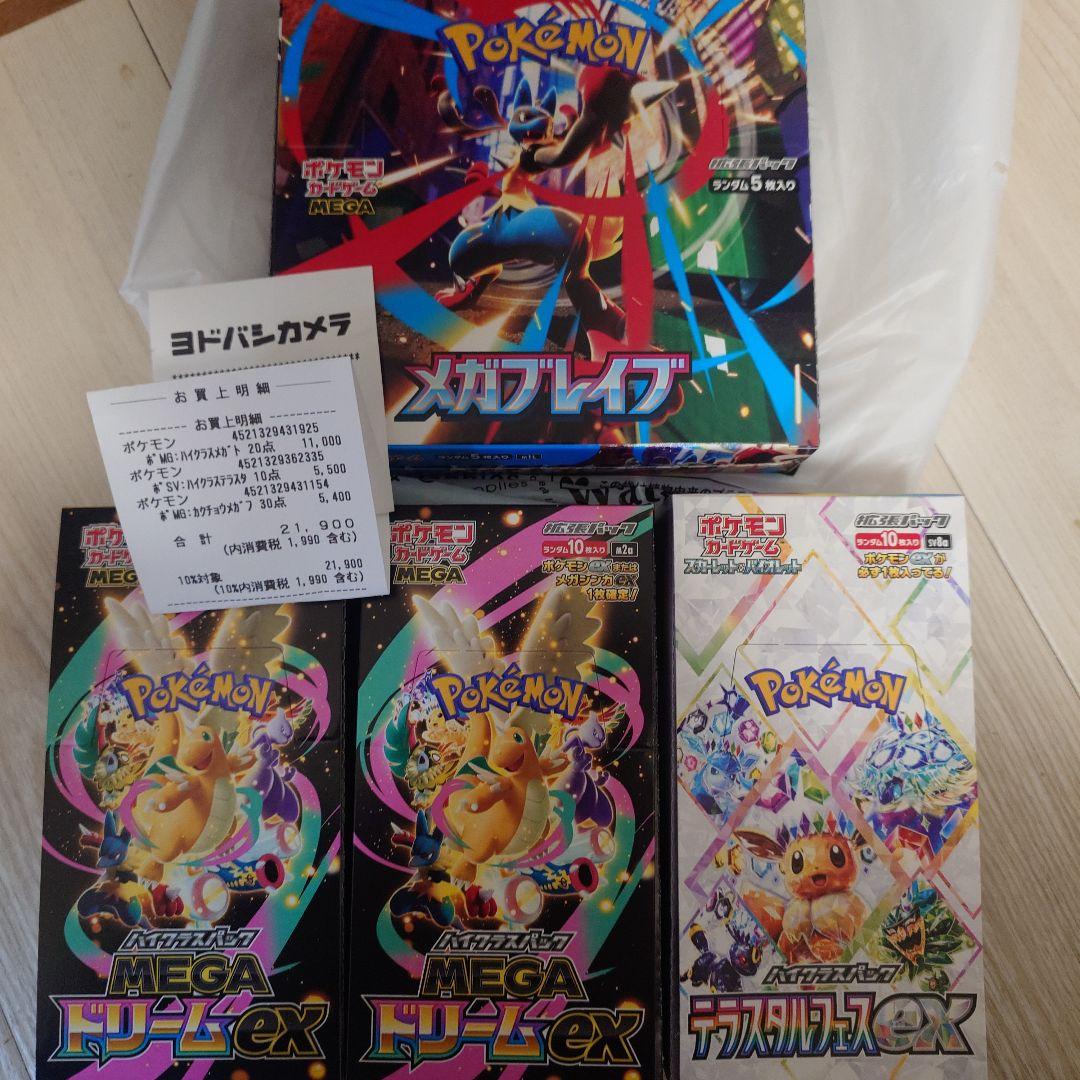 POKÉMON
ポケモン
カードゲーム
MEGA
拡張パック
ランダム5枚入り
メガブレイブ
ランダム5枚入り m1L
ヨドバシカメラ
お買上明細
お買上明細
ポケモン 4521329431925
ﾎﾟMG:ﾊｲｸﾗｽﾒｶﾞﾄ 20点 11,000
ポケモン 4521329362335
ﾎﾟSV:ﾊｲｸﾗｽﾃﾗｽﾀ 10点 5,500
ポケモン 4521329431154
ﾎﾟMG:ｶｸﾁｮｳﾒｶﾞﾌ 30点 5,400
合計 21,900
(内消費税 1,990 含む)
21,900
10%対象
(10%内消費税 1,990 含む)
MEGA
POKÉMON
ハイクラスパック
MEGA
ドリームex
ポケモン
カードゲーム
MEGA
拡張パック
ランダム10枚入り M2a
ポケモンexまたは
メガシンカex
1枚確定!
POKÉMON
ハイクラスパック
MEGA
ドリームex
ポケモン
カードゲーム
スカーレット&バイオレット
拡張パック
ランダム10枚入り SV8a
ポケモンexが
必ず1枚入ってる!
POKÉMON
ハイクラスパック
テラスタルフェスex